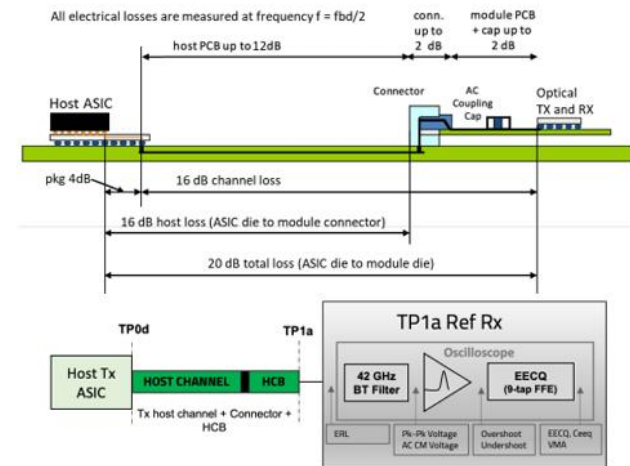 All electrical losses are measured at frequency f = fbd/2
host PCB up to 12dB
conn.
up to
2 dB
module PCB
+ cap up to
2 dB
Host ASIC
Connector
AC
Coupling
Cap
Optical
TX and RX
pkg 4dB
16 dB channel loss
16 dB host loss (ASIC die to module connector)
20 dB total loss (ASIC die to module die)
TP0d
TP1a
TP1a Ref Rx
Oscilloscope
Host Tx
ASIC
HOST CHANNEL
HCB
Tx host channel + Connector +
HCB
42 GHz
BT Filter
EECQ
(9-tap FFE)
ERL
Pk-Pk Voltage
AC CM Voltage
Overshoot
Undershoot
EECQ, Ceeq
VMA